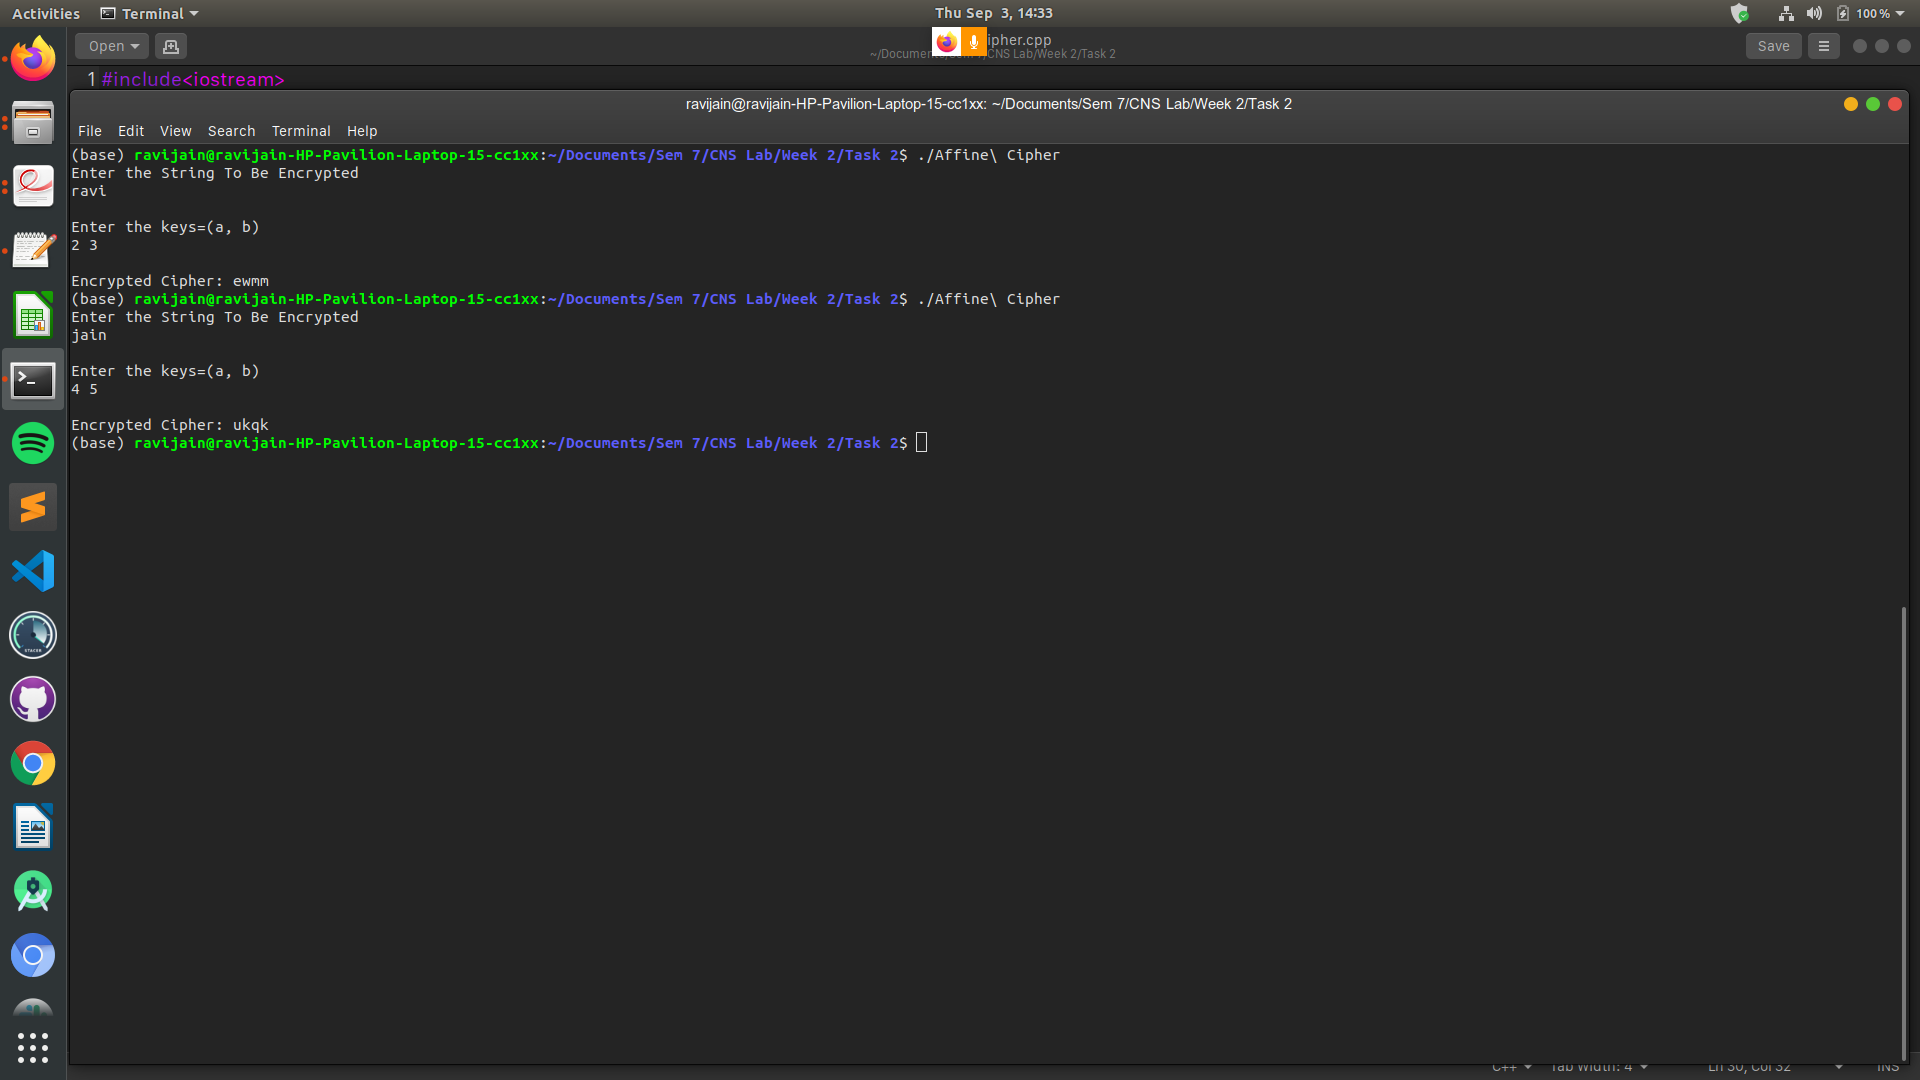 Activities Terminal Thu Sep 3, 14:33 100 %
Open ipher.cpp Save
~/Documen CNS Lab/Week 2/Task 2
1 #include<iostream>
ravijain@ravijain-HP-Pavilion-Laptop-15-cc1xx: ~/Documents/Sem 7/CNS Lab/Week 2/Task 2
File Edit View Search Terminal Help
(base) ravijain@ravijain-HP-Pavilion-Laptop-15-cc1xx:~/Documents/Sem 7/CNS Lab/Week 2/Task 2$ ./Affine\ Cipher
Enter the String To Be Encrypted
ravi
Enter the keys=(a, b)
2 3
Encrypted Cipher: ewmm
(base) ravijain@ravijain-HP-Pavilion-Laptop-15-cc1xx:~/Documents/Sem 7/CNS Lab/Week 2/Task 2$ ./Affine\ Cipher
Enter the String To Be Encrypted
jain
Enter the keys=(a, b)
4 5
Encrypted Cipher: ukqk
(base) ravijain@ravijain-HP-Pavilion-Laptop-15-cc1xx:~/Documents/Sem 7/CNS Lab/Week 2/Task 2$
STACER
C++ Tab Width: 4 Ln 30, Col 32 INS